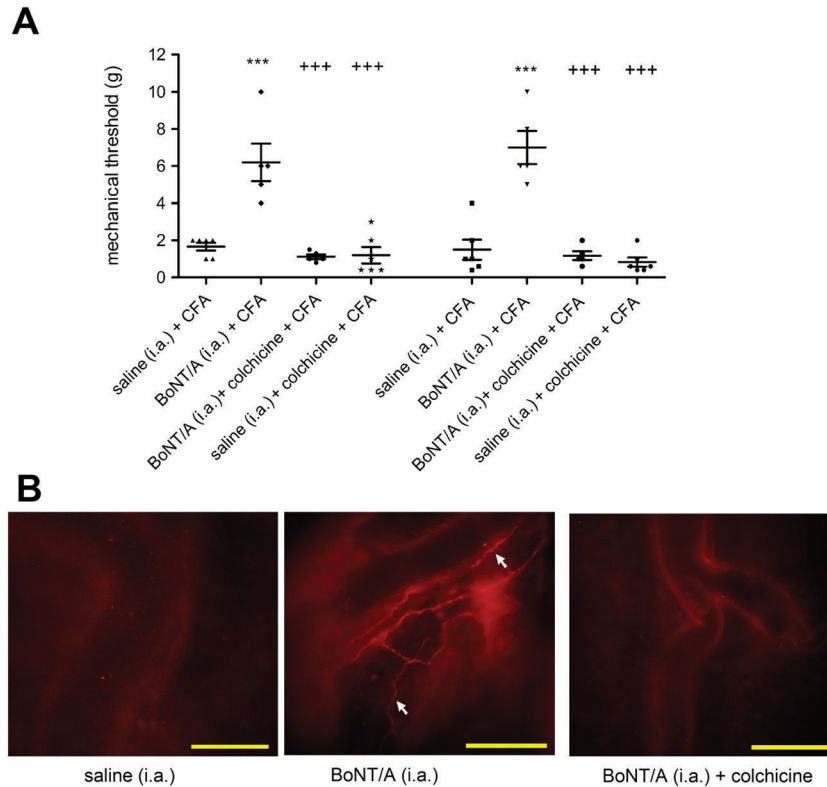 A
mechanical threshold (g)
12
10
8
6
4
2
0
*** +++ +++ *** +++ +++
saline (i.a.) + CFA
BoNT/A (i.a.) + CFA
BoNT/A (i.a.)+ colchicine + CFA
saline (i.a.) + colchicine + CFA
saline (i.a.) + CFA
BoNT/A (i.a.) + CFA
BoNT/A (i.a.)+ colchicine + CFA
saline (i.a.) + colchicine + CFA
B
saline (i.a.)
BoNT/A (i.a.)
BoNT/A (i.a.) + colchicine